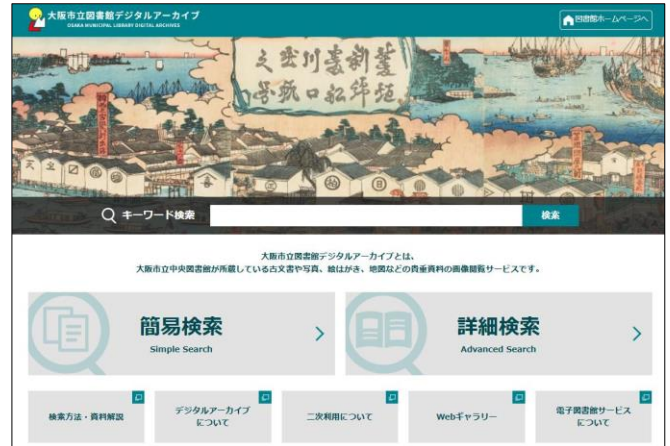 大阪市立図書館デジタルアーカイブ
OSAKA MUNICIPAL LIBRARY DIGITAL ARCHIVES
図書館ホームページへ
キーワード検索
検索
大阪市立図書館デジタルアーカイブとは、
大阪市立中央図書館が所蔵している古文書や写真、絵はがき、地図などの貴重資料の画像閲覧サービスです。
簡易検索
Simple Search
詳細検索
Advanced Search
検索方法・資料解説
デジタルアーカイブ
について
二次利用について
Webギャラリー
電子図書館サービス
について